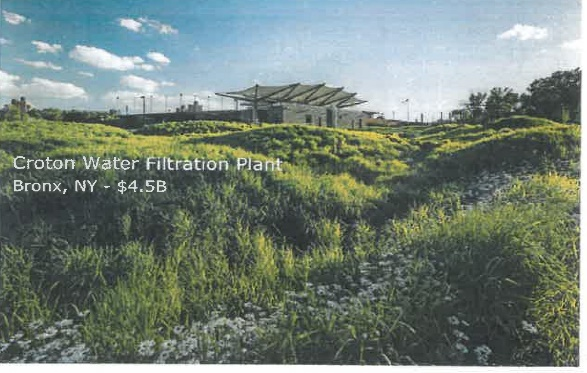 Croton Water Filtration Plant
Bronx, NY - $4.5B